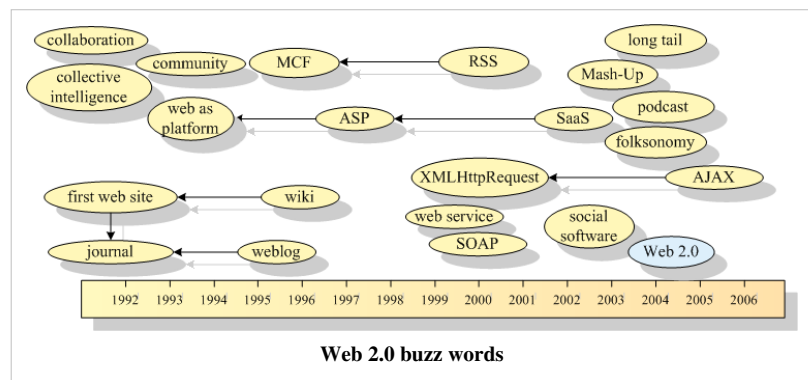 collaboration
community
MCF
RSS
long tail
collective
intelligence
Mash-Up
web as
platform
ASP
SaaS
podcast
folksonomy
XMLHttpRequest
AJAX
first web site
wiki
web service
social
software
journal
weblog
SOAP
Web 2.0
1992 1993 1994 1995 1996 1997 1998 1999 2000 2001 2002 2003 2004 2005 2006
Web 2.0 buzz words